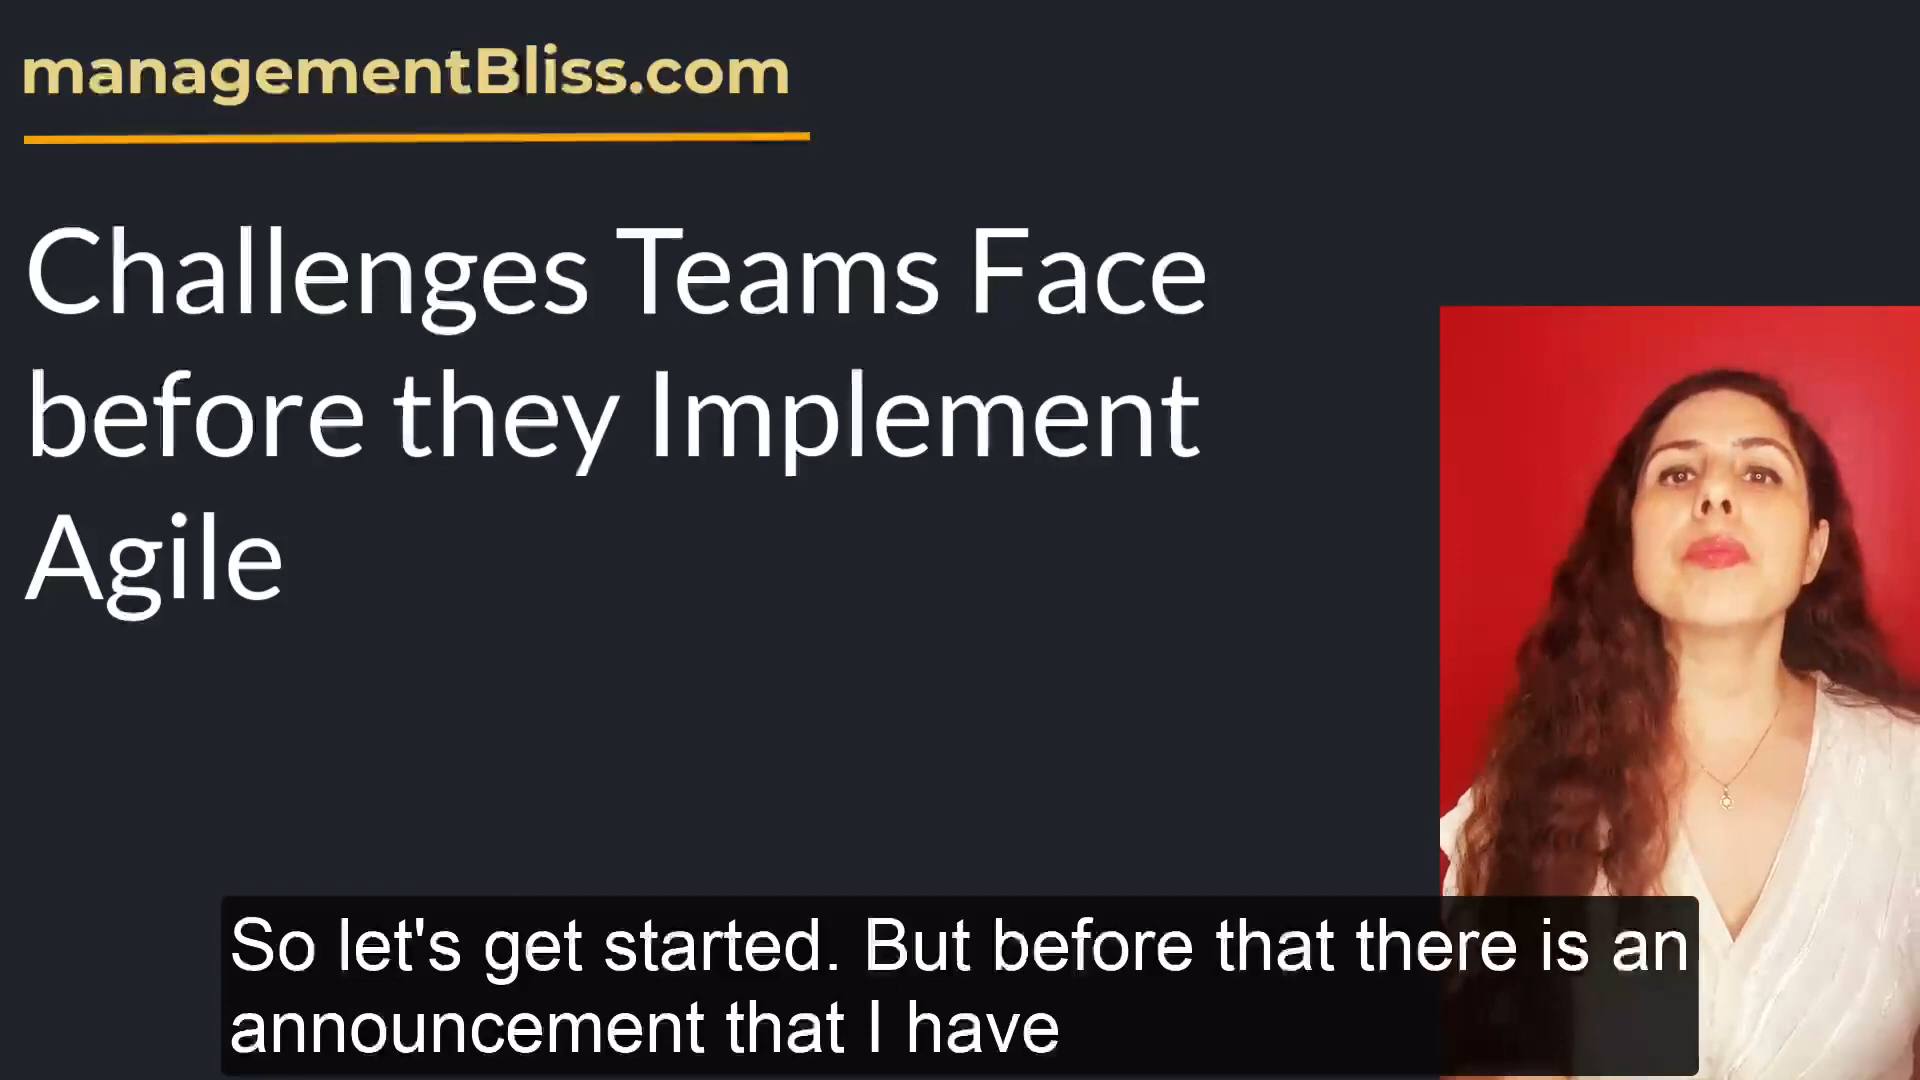 managementBliss.com
Challenges Teams Face
before they Implement
Agile
So let's get started. But before that there is an
announcement that I have